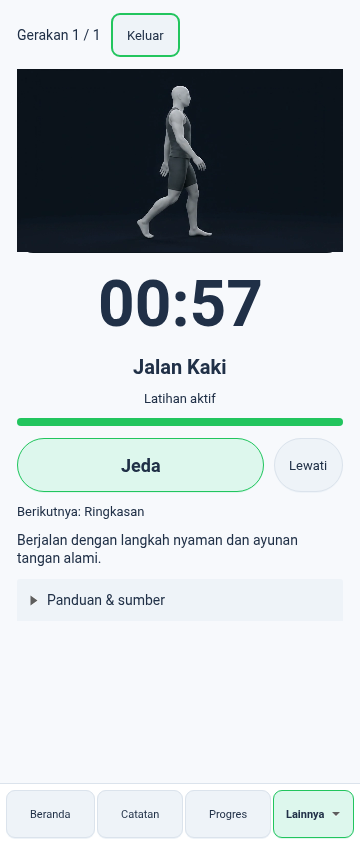 Gerakan 1 / 1
Keluar
00:57
Jalan Kaki
Latihan aktif
Jeda
Lewati
Berikutnya: Ringkasan
Berjalan dengan langkah nyaman dan ayunan
tangan alami.
Panduan & sumber
Beranda
Catatan
Progres
Lainnya